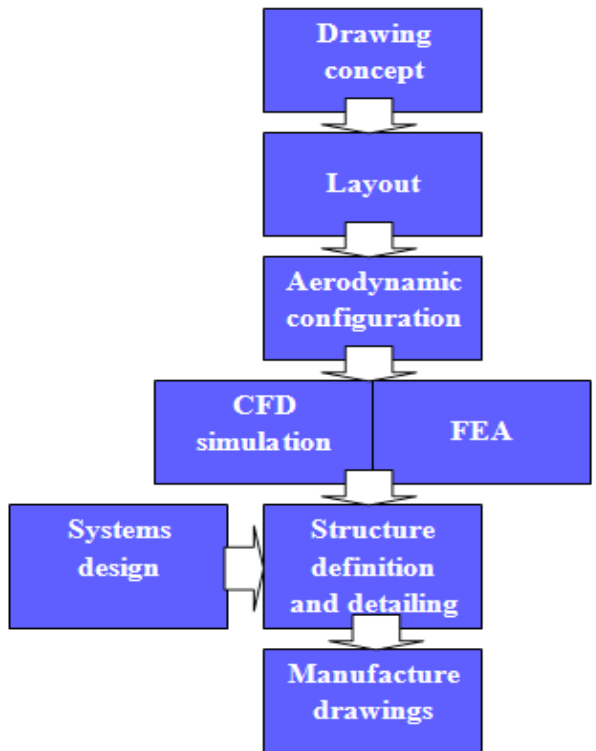 Drawing
concept
Layout
Aerodynamic
configuration
CFD
simulation
FEA
Systems
design
Structure
definition
and detailing
Manufacture
drawings